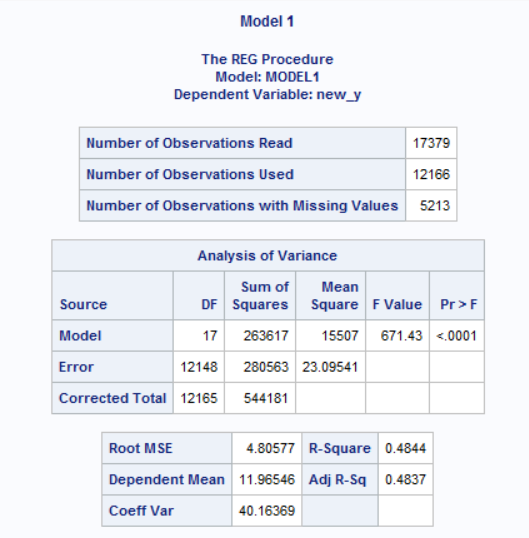 Model 1
The REG Procedure
Model: MODEL1
Dependent Variable: new_y
Number of Observations Read 17379
Number of Observations Used 12166
Number of Observations with Missing Values 5213
Analysis of Variance
Source DF Sum of Squares Mean Square F Value Pr > F
Model 17 263617 15507 671.43 <.0001
Error 12148 280563 23.09541
Corrected Total 12165 544181
Root MSE 4.80577 R-Square 0.4844
Dependent Mean 11.96546 Adj R-Sq 0.4837
Coeff Var 40.16369